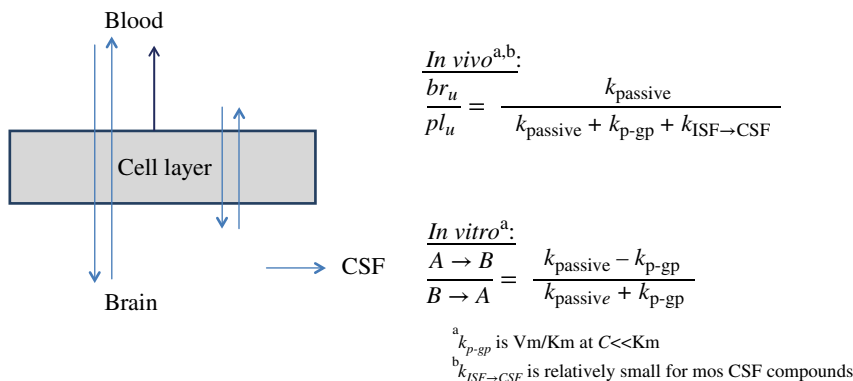 Blood
Cell layer
CSF
Brain
In vivo^a,b:
br_u / pl_u = k_passive / (k_passive + k_p-gp + k_ISF→CSF)
In vitro^a:
A → B / B → A = (k_passive – k_p-gp) / (k_passive + k_p-gp)
^a k_p-gp is Vm/Km at C<<Km
^b k_ISF→CSF is relatively small for mos CSF compounds